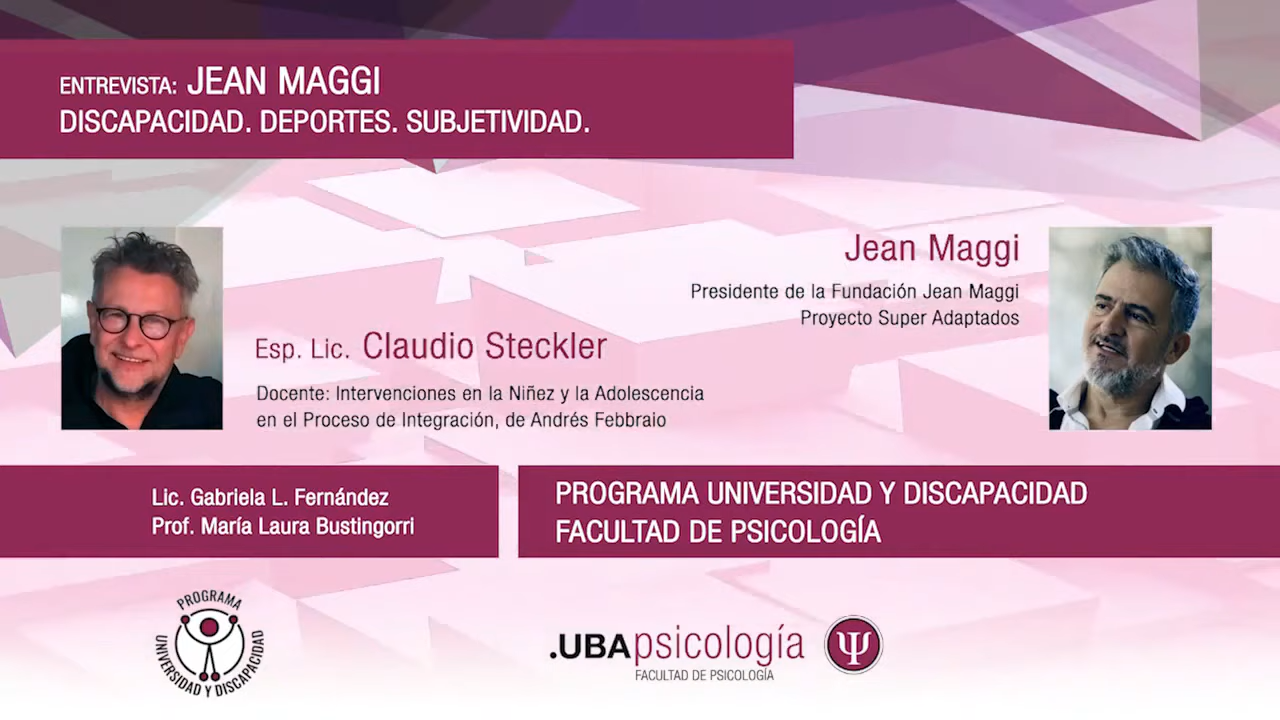 ENTREVISTA: JEAN MAGGI
DISCAPACIDAD. DEPORTES. SUBJETIVIDAD.
Jean Maggi
Presidente de la Fundación Jean Maggi
Proyecto Super Adaptados
Esp. Lic. Claudio Steckler
Docente: Intervenciones en la Niñez y la Adolescencia
en el Proceso de Integración, de Andrés Febbraio
Lic. Gabriela L. Fernández
Prof. María Laura Bustingorri
PROGRAMA UNIVERSIDAD Y DISCAPACIDAD
FACULTAD DE PSICOLOGÍA
PROGRAMA
UNIVERSIDAD Y DISCAPACIDAD
.UBApsicología
FACULTAD DE PSICOLOGÍA
Ψ